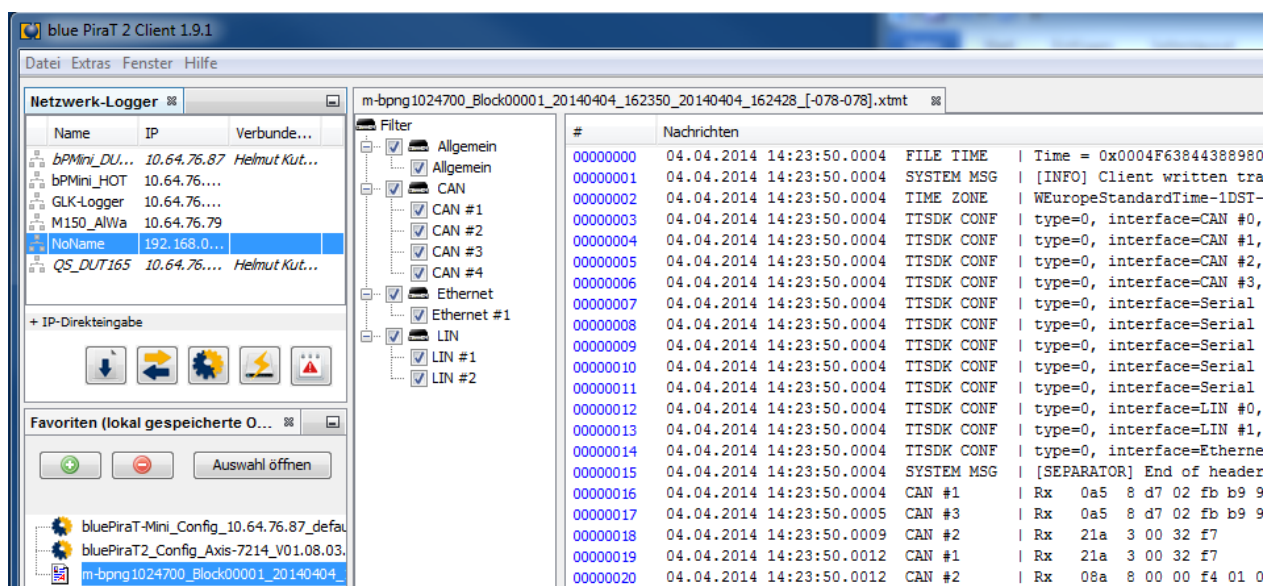 blue PiraT 2 Client 1.9.1
Datei Extras Fenster Hilfe
Netzwerk-Logger
Name IP Verbunde...
bPMini_DU... 10.64.76.87 Helmut Kut...
bPMini_HOT 10.64.76....
GLK-Logger 10.64.76....
M150_AlWa 10.64.76.79
NoName 192.168.0...
QS_DUT165 10.64.76.... Helmut Kut...
+ IP-Direkteingabe
Favoriten (lokal gespeicherte O...
Auswahl öffnen
bluePiraT-Mini_Config_10.64.76.87_defau
bluePiraT2_Config_Axis-7214_V01.08.03.
m-bpng1024700_Block00001_20140404_
m-bpng1024700_Block00001_20140404_162350_20140404_162428_[-078-078].xtmt
Filter
Allgemein
Allgemein
CAN
CAN #1
CAN #2
CAN #3
CAN #4
Ethernet
Ethernet #1
LIN
LIN #1
LIN #2
# Nachrichten
00000000 04.04.2014 14:23:50.0004 FILE TIME | Time = 0x0004F63844388980
00000001 04.04.2014 14:23:50.0004 SYSTEM MSG | [INFO] Client written tra
00000002 04.04.2014 14:23:50.0004 TIME ZONE | WEuropeStandardTime-1DST-
00000003 04.04.2014 14:23:50.0004 TTSDK CONF | type=0, interface=CAN #0,
00000004 04.04.2014 14:23:50.0004 TTSDK CONF | type=0, interface=CAN #1,
00000005 04.04.2014 14:23:50.0004 TTSDK CONF | type=0, interface=CAN #2,
00000006 04.04.2014 14:23:50.0004 TTSDK CONF | type=0, interface=CAN #3,
00000007 04.04.2014 14:23:50.0004 TTSDK CONF | type=0, interface=Serial
00000008 04.04.2014 14:23:50.0004 TTSDK CONF | type=0, interface=Serial
00000009 04.04.2014 14:23:50.0004 TTSDK CONF | type=0, interface=Serial
00000010 04.04.2014 14:23:50.0004 TTSDK CONF | type=0, interface=Serial
00000011 04.04.2014 14:23:50.0004 TTSDK CONF | type=0, interface=Serial
00000012 04.04.2014 14:23:50.0004 TTSDK CONF | type=0, interface=LIN #0,
00000013 04.04.2014 14:23:50.0004 TTSDK CONF | type=0, interface=LIN #1,
00000014 04.04.2014 14:23:50.0004 TTSDK CONF | type=0, interface=Etherne
00000015 04.04.2014 14:23:50.0004 SYSTEM MSG | [SEPARATOR] End of header
00000016 04.04.2014 14:23:50.0004 CAN #1 | Rx 0a5 8 d7 02 fb b9 9
00000017 04.04.2014 14:23:50.0005 CAN #3 | Rx 0a5 8 d7 02 fb b9 9
00000018 04.04.2014 14:23:50.0009 CAN #2 | Rx 21a 3 00 32 f7
00000019 04.04.2014 14:23:50.0012 CAN #1 | Rx 21a 3 00 32 f7
00000020 04.04.2014 14:23:50.0012 CAN #2 | Rx 08a 8 00 00 f4 01 0